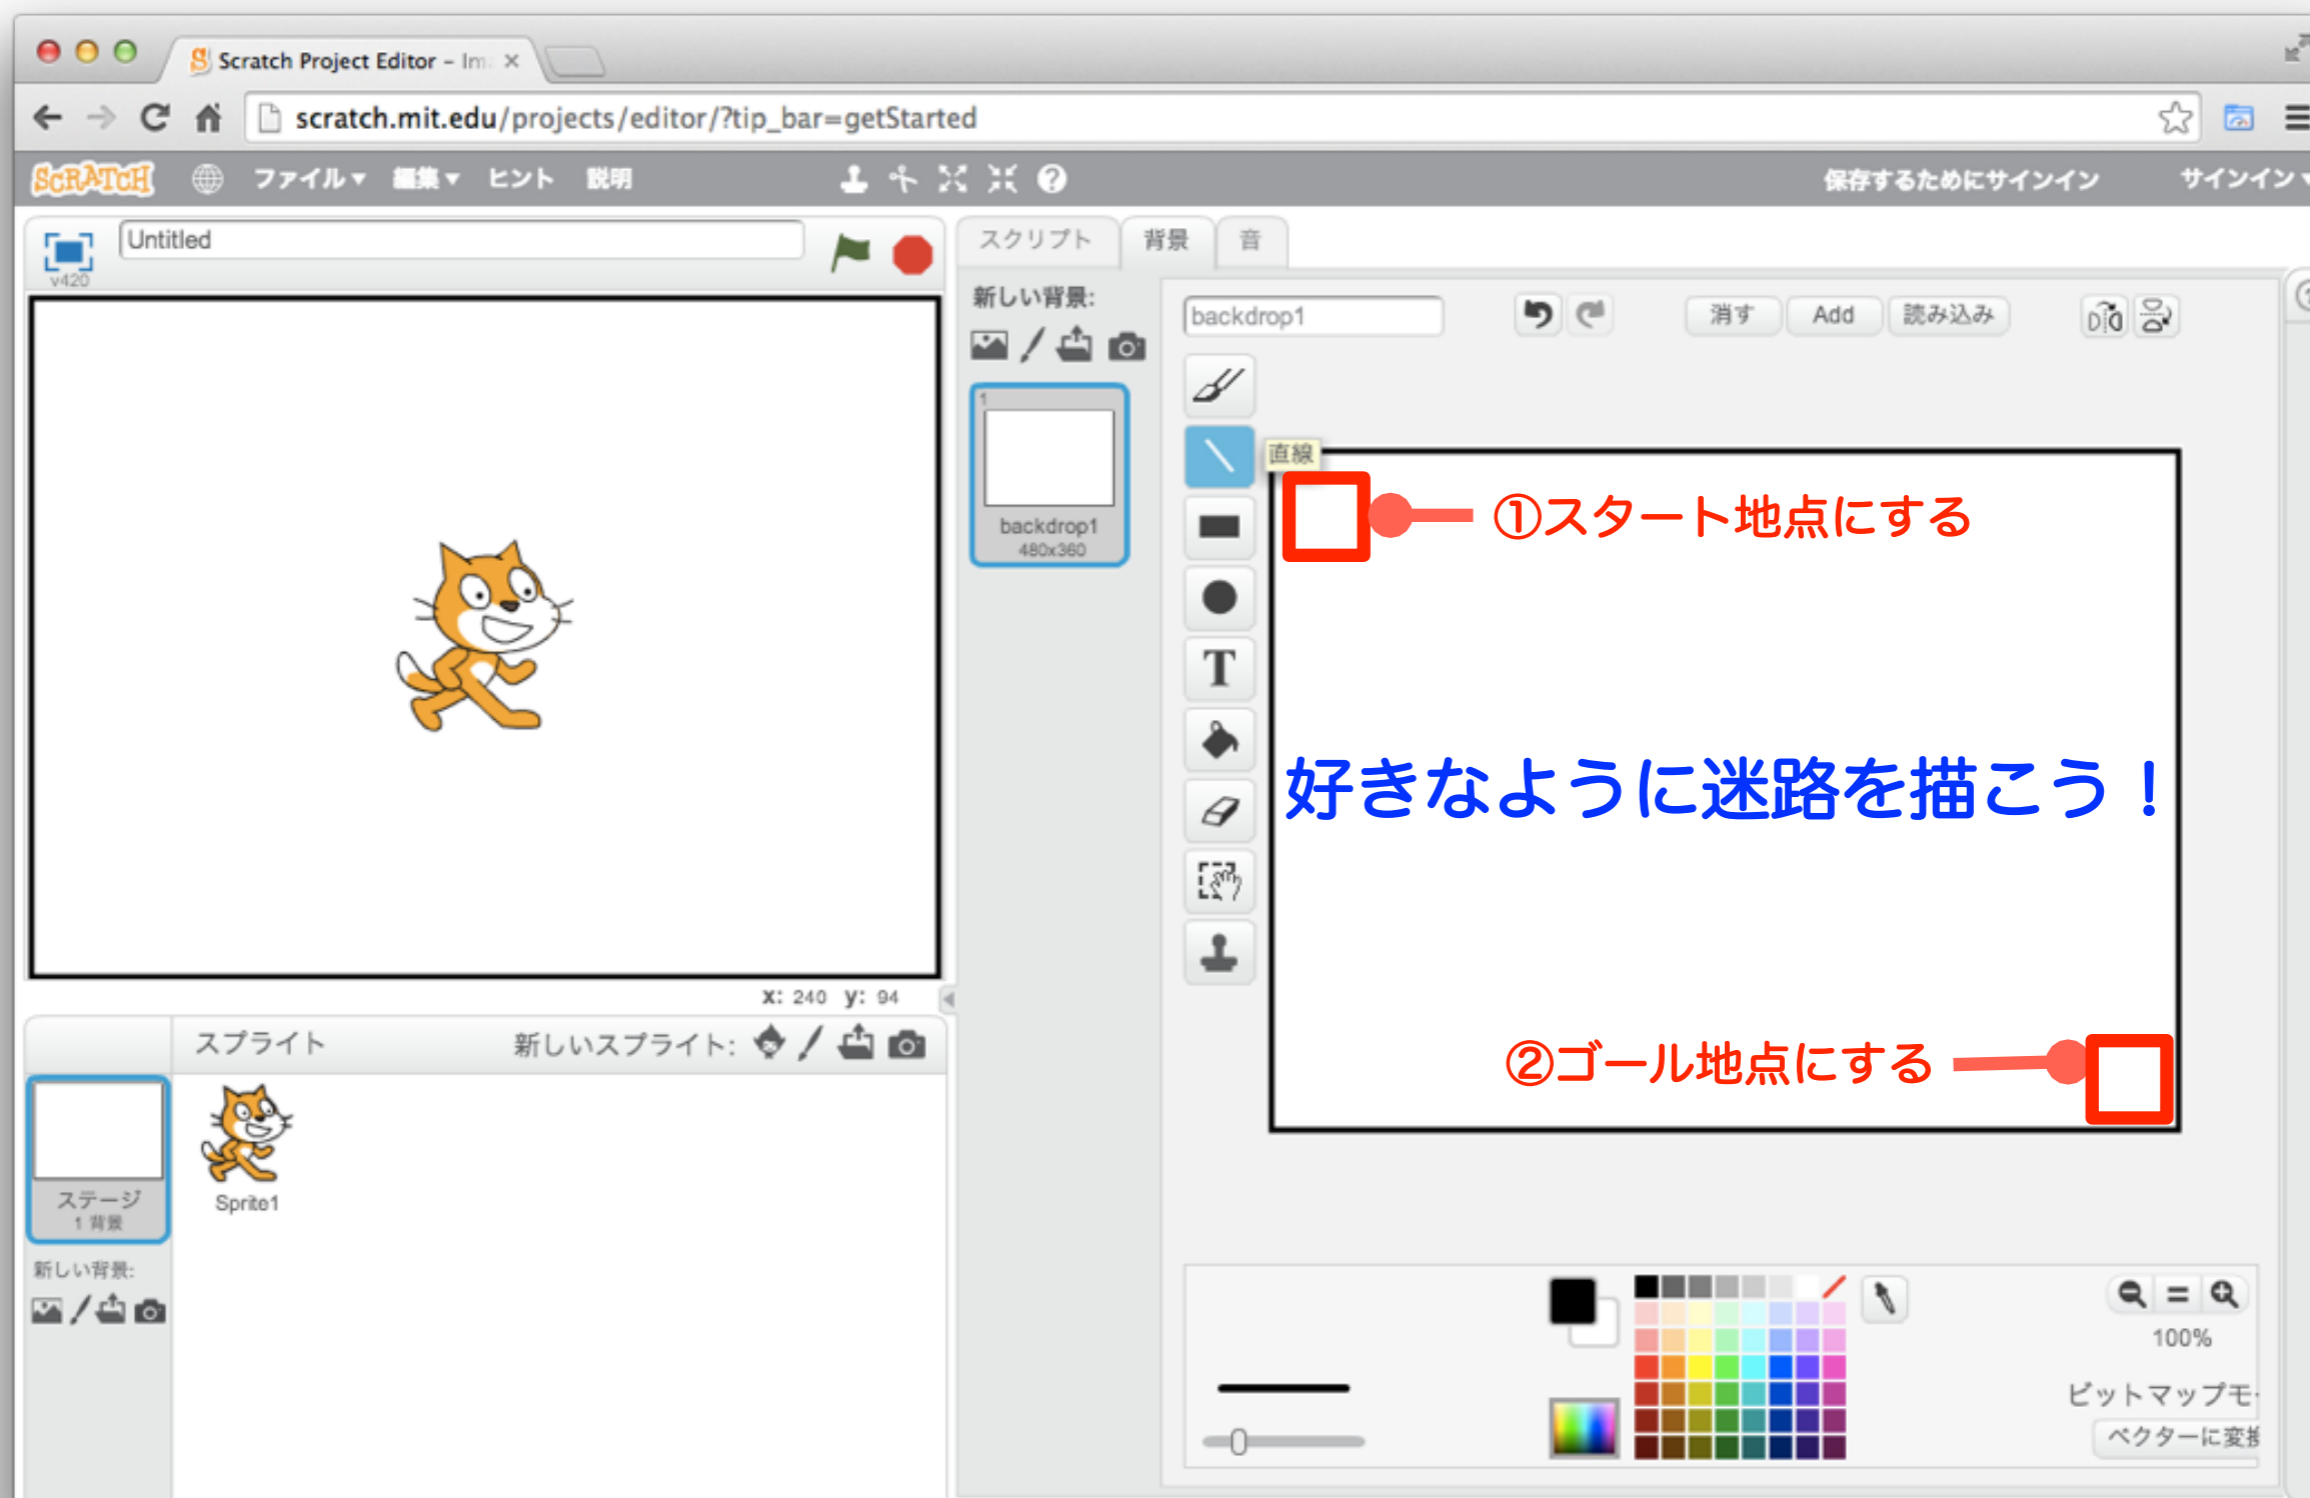 Scratch Project Editor – Im
scratch.mit.edu/projects/editor/?tip_bar=getStarted
SCRATCH ファイル▼ 編集▼ ヒント 説明 保存するためにサインイン サインイン▼
v420
Untitled
スクリプト 背景 音
新しい背景:
1
backdrop1
480x360
backdrop1 消す Add 読み込み
直線
①スタート地点にする
好きなように迷路を描こう！
②ゴール地点にする
x: 240 y: 94
スプライト 新しいスプライト:
ステージ
1 背景
Sprite1
新しい背景:
100%
ビットマップモ
ベクターに変換